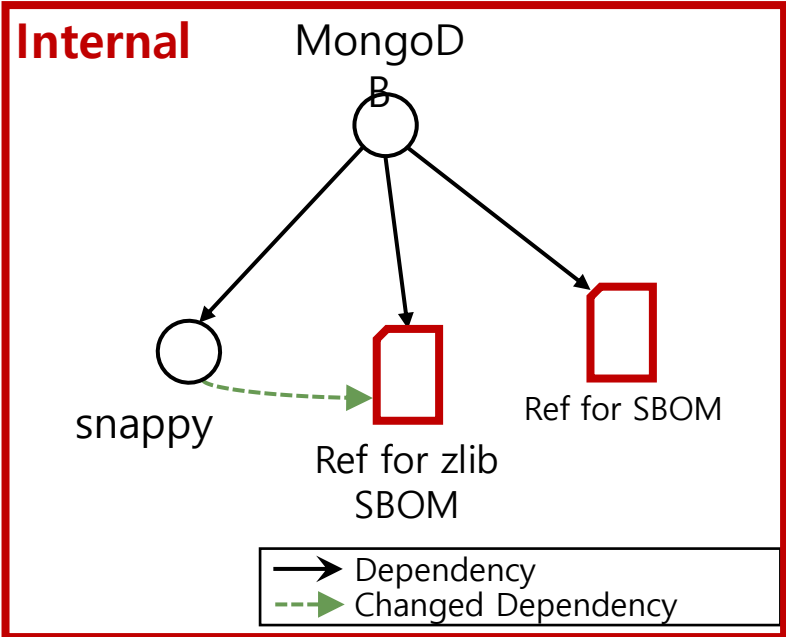 Internal
MongoD
B
snappy
Ref for zlib
SBOM
Ref for SBOM
Dependency
Changed Dependency